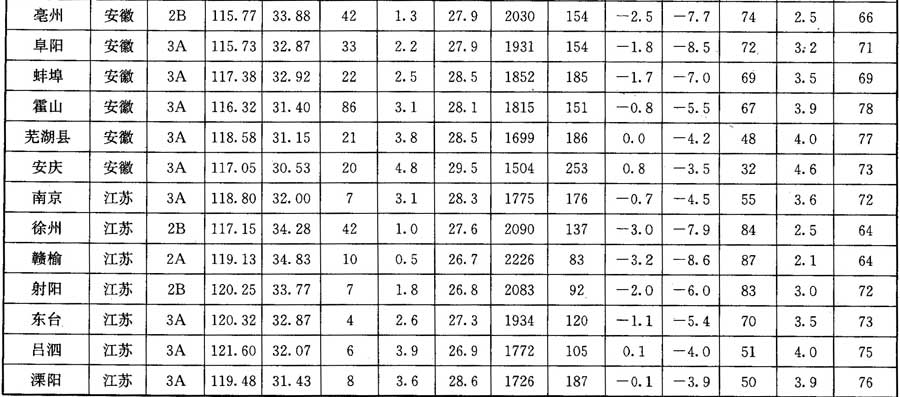 亳州 安徽 2B 115.77 33.88 42 1.3 27.9 2030 154 －2.5 －7.7 74 2.5 66
阜阳 安徽 3A 115.73 32.87 33 2.2 27.9 1931 154 －1.8 －8.5 72 3.2 71
蚌埠 安徽 3A 117.38 32.92 22 2.5 28.5 1852 185 －1.7 －7.0 69 3.5 69
霍山 安徽 3A 116.32 31.40 86 3.1 28.1 1815 151 －0.8 －5.5 67 3.9 78
芜湖县 安徽 3A 118.58 31.15 21 3.8 28.5 1699 186 0.0 －4.2 48 4.0 77
安庆 安徽 3A 117.05 30.53 20 4.8 29.5 1504 253 0.8 －3.5 32 4.6 73
南京 江苏 3A 118.80 32.00 7 3.1 28.3 1775 176 －0.7 －4.5 55 3.6 72
徐州 江苏 2B 117.15 34.28 42 1.0 27.6 2090 137 －3.0 －7.9 84 2.5 64
赣榆 江苏 2A 119.13 34.83 10 0.5 26.7 2226 83 －3.2 －8.6 87 2.1 64
射阳 江苏 2B 120.25 33.77 7 1.8 26.8 2083 92 －2.0 －6.0 83 3.0 72
东台 江苏 3A 120.32 32.87 4 2.6 27.3 1934 120 －1.1 －5.4 70 3.5 73
吕泗 江苏 3A 121.60 32.07 6 3.9 26.9 1772 105 0.1 －4.0 51 4.0 75
溧阳 江苏 3A 119.48 31.43 8 3.6 28.6 1726 187 －0.1 －3.9 50 3.9 76